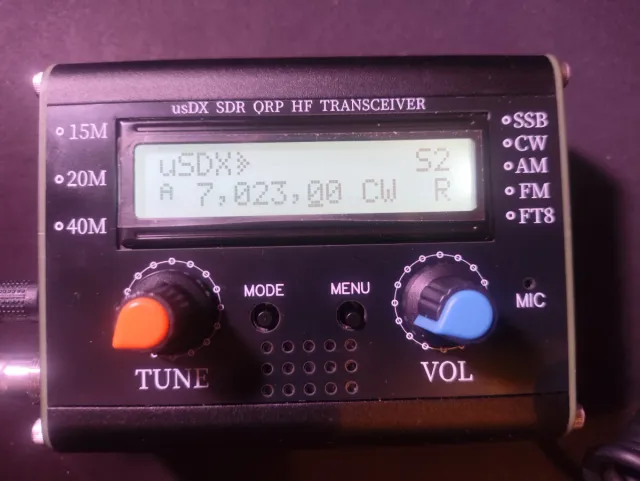 usDX SDR QRP HF TRANSCEIVER
15M
20M
40M
uSDX S2
A 7,023,00 CW R
SSB
CW
AM
FM
FT8
MODE
MENU
MIC
TUNE
VOL